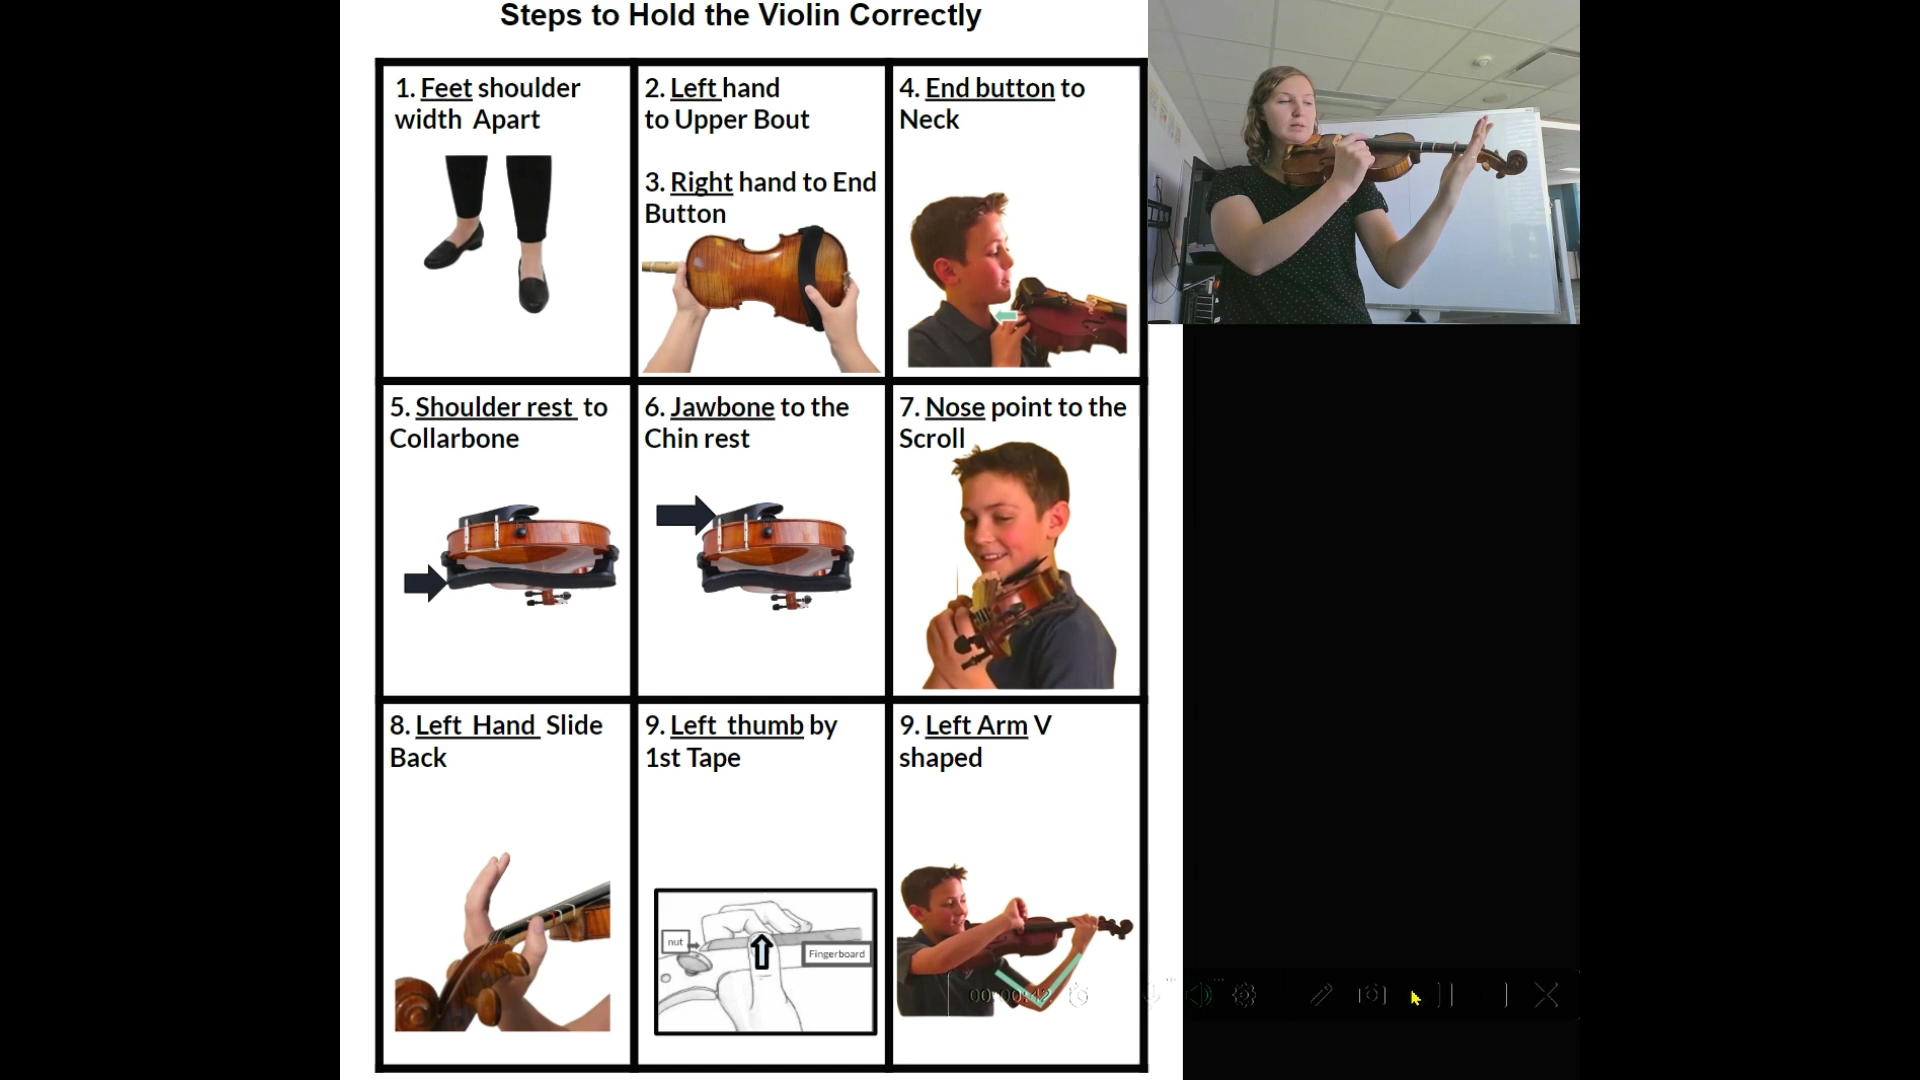 Steps to Hold the Violin Correctly
1. Feet shoulder
width Apart
2. Left hand
to Upper Bout
3. Right hand to End
Button
4. End button to
Neck
5. Shoulder rest to
Collarbone
6. Jawbone to the
Chin rest
7. Nose point to the
Scroll
8. Left Hand Slide
Back
9. Left thumb by
1st Tape
nut
Fingerboard
9. Left Arm V
shaped
00:00:42